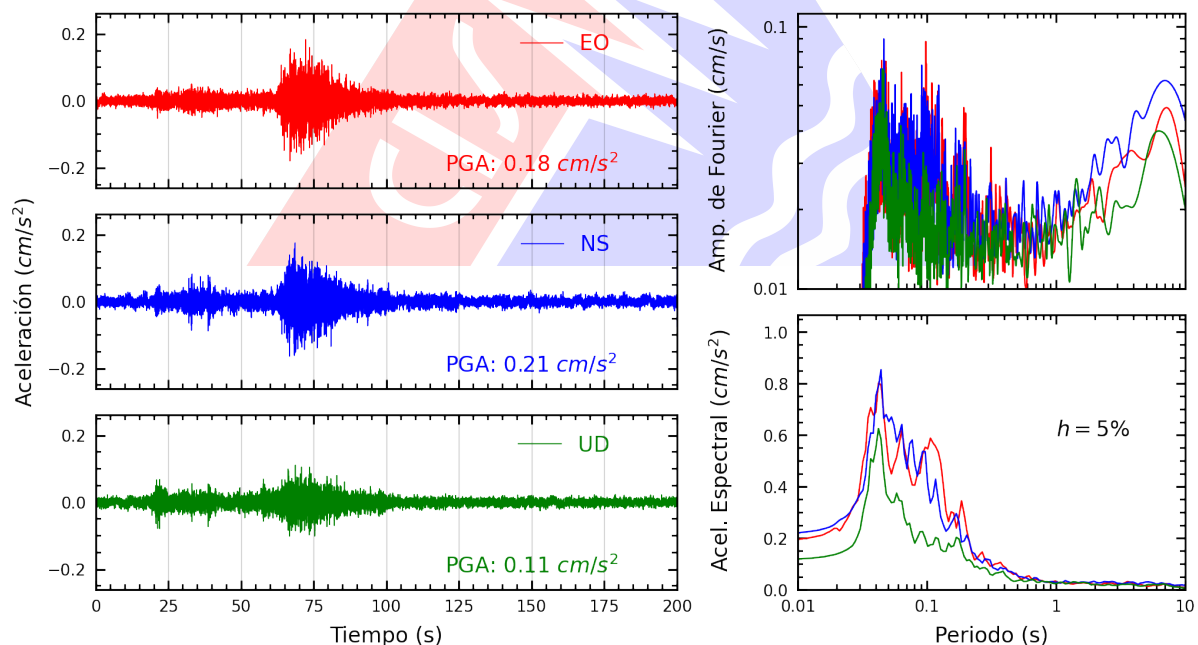 Aceleración (cm/s²)
0.2
0.0
−0.2
EO
PGA: 0.18 cm/s²
0.2
0.0
−0.2
NS
PGA: 0.21 cm/s²
0.2
0.0
−0.2
UD
PGA: 0.11 cm/s²
0 25 50 75 100 125 150 175 200
Tiempo (s)
Amp. de Fourier (cm/s)
0.1
0.01
Acel. Espectral (cm/s²)
1.0
0.8
0.6
0.4
0.2
0.0
h = 5%
0.01 0.1 1 10
Periodo (s)